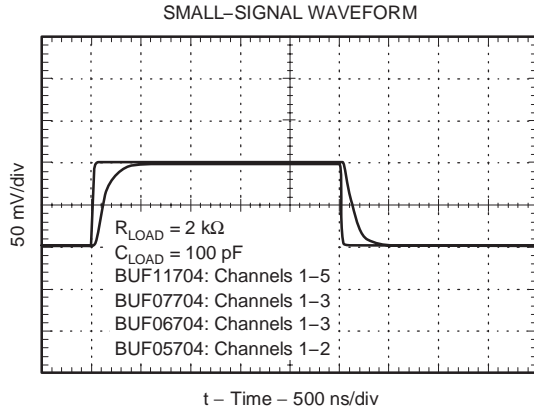 SMALL–SIGNAL WAVEFORM
50 mV/div
R_LOAD = 2 kΩ
C_LOAD = 100 pF
BUF11704: Channels 1–5
BUF07704: Channels 1–3
BUF06704: Channels 1–3
BUF05704: Channels 1–2
t – Time – 500 ns/div